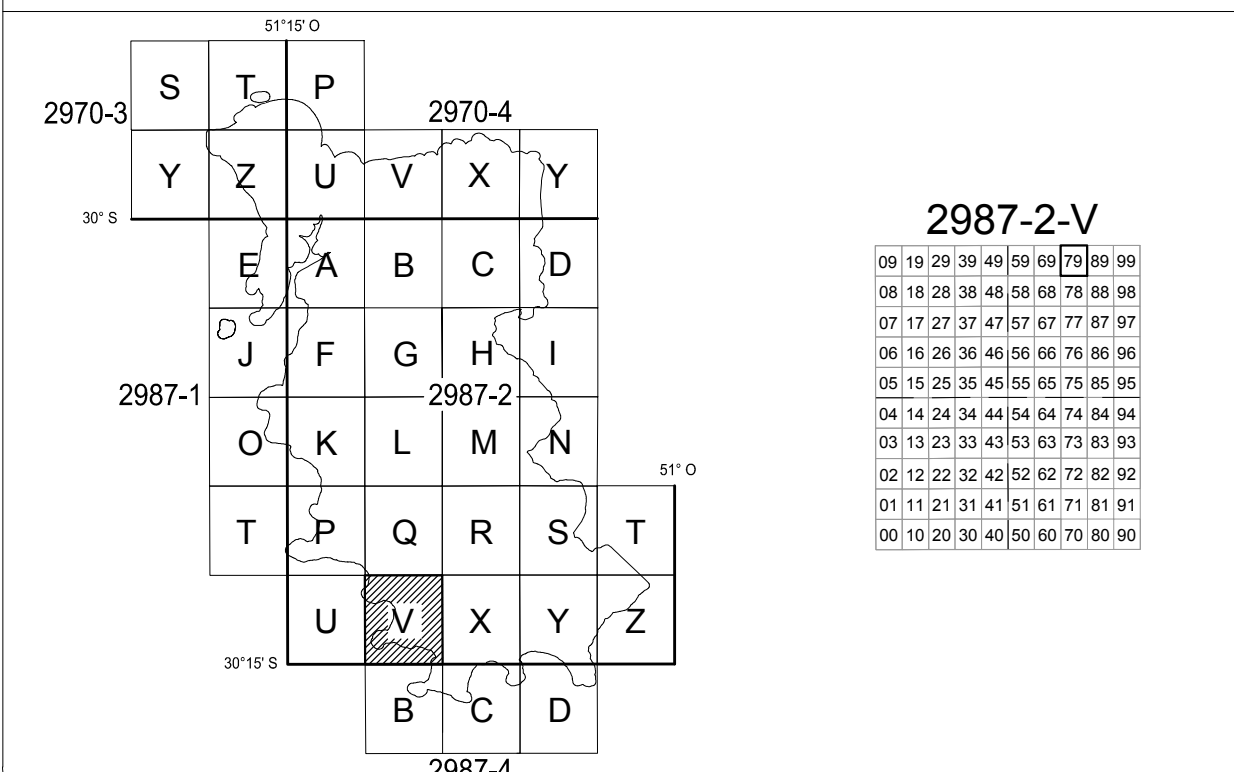 51°15' O
S T P
2970-3
2970-4
Y Z U V X Y
30° S
E A B C D
J F G H I
2987-1
2987-2
O K L M N
51° O
T P Q R S T
U V X Y Z
30°15' S
B C D
2987-4
2987-2-V
09 19 29 39 49 59 69 79 89 99
08 18 28 38 48 58 68 78 88 98
07 17 27 37 47 57 67 77 87 97
06 16 26 36 46 56 66 76 86 96
05 15 25 35 45 55 65 75 85 95
04 14 24 34 44 54 64 74 84 94
03 13 23 33 43 53 63 73 83 93
02 12 22 32 42 52 62 72 82 92
01 11 21 31 41 51 61 71 81 91
00 10 20 30 40 50 60 70 80 90